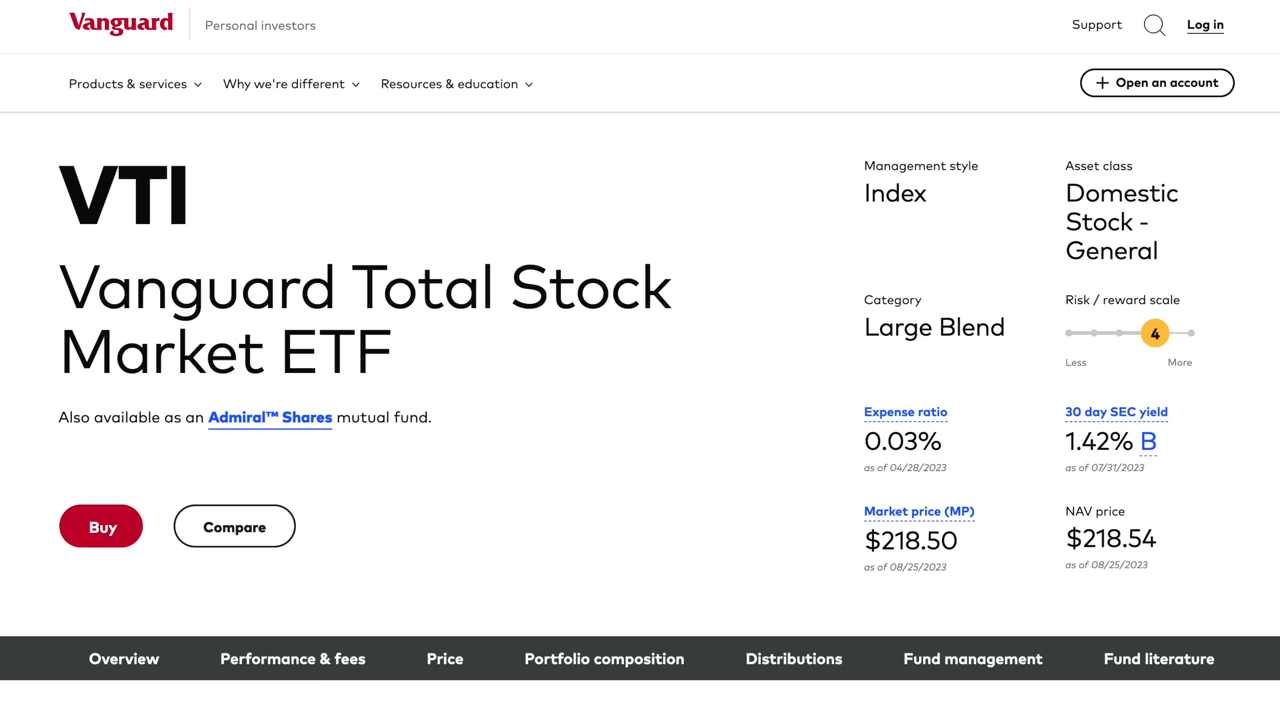 Vanguard Personal investors
Support Log in
Products & services Why we're different Resources & education
Open an account
VTI
Vanguard Total Stock
Market ETF
Also available as an Admiral™ Shares mutual fund.
Buy Compare
Management style
Index
Asset class
Domestic
Stock -
General
Category
Large Blend
Risk / reward scale
4
Less More
Expense ratio
0.03%
as of 04/28/2023
30 day SEC yield
1.42% B
as of 07/31/2023
Market price (MP)
$218.50
as of 08/25/2023
NAV price
$218.54
as of 08/25/2023
Overview Performance & fees Price Portfolio composition Distributions Fund management Fund literature